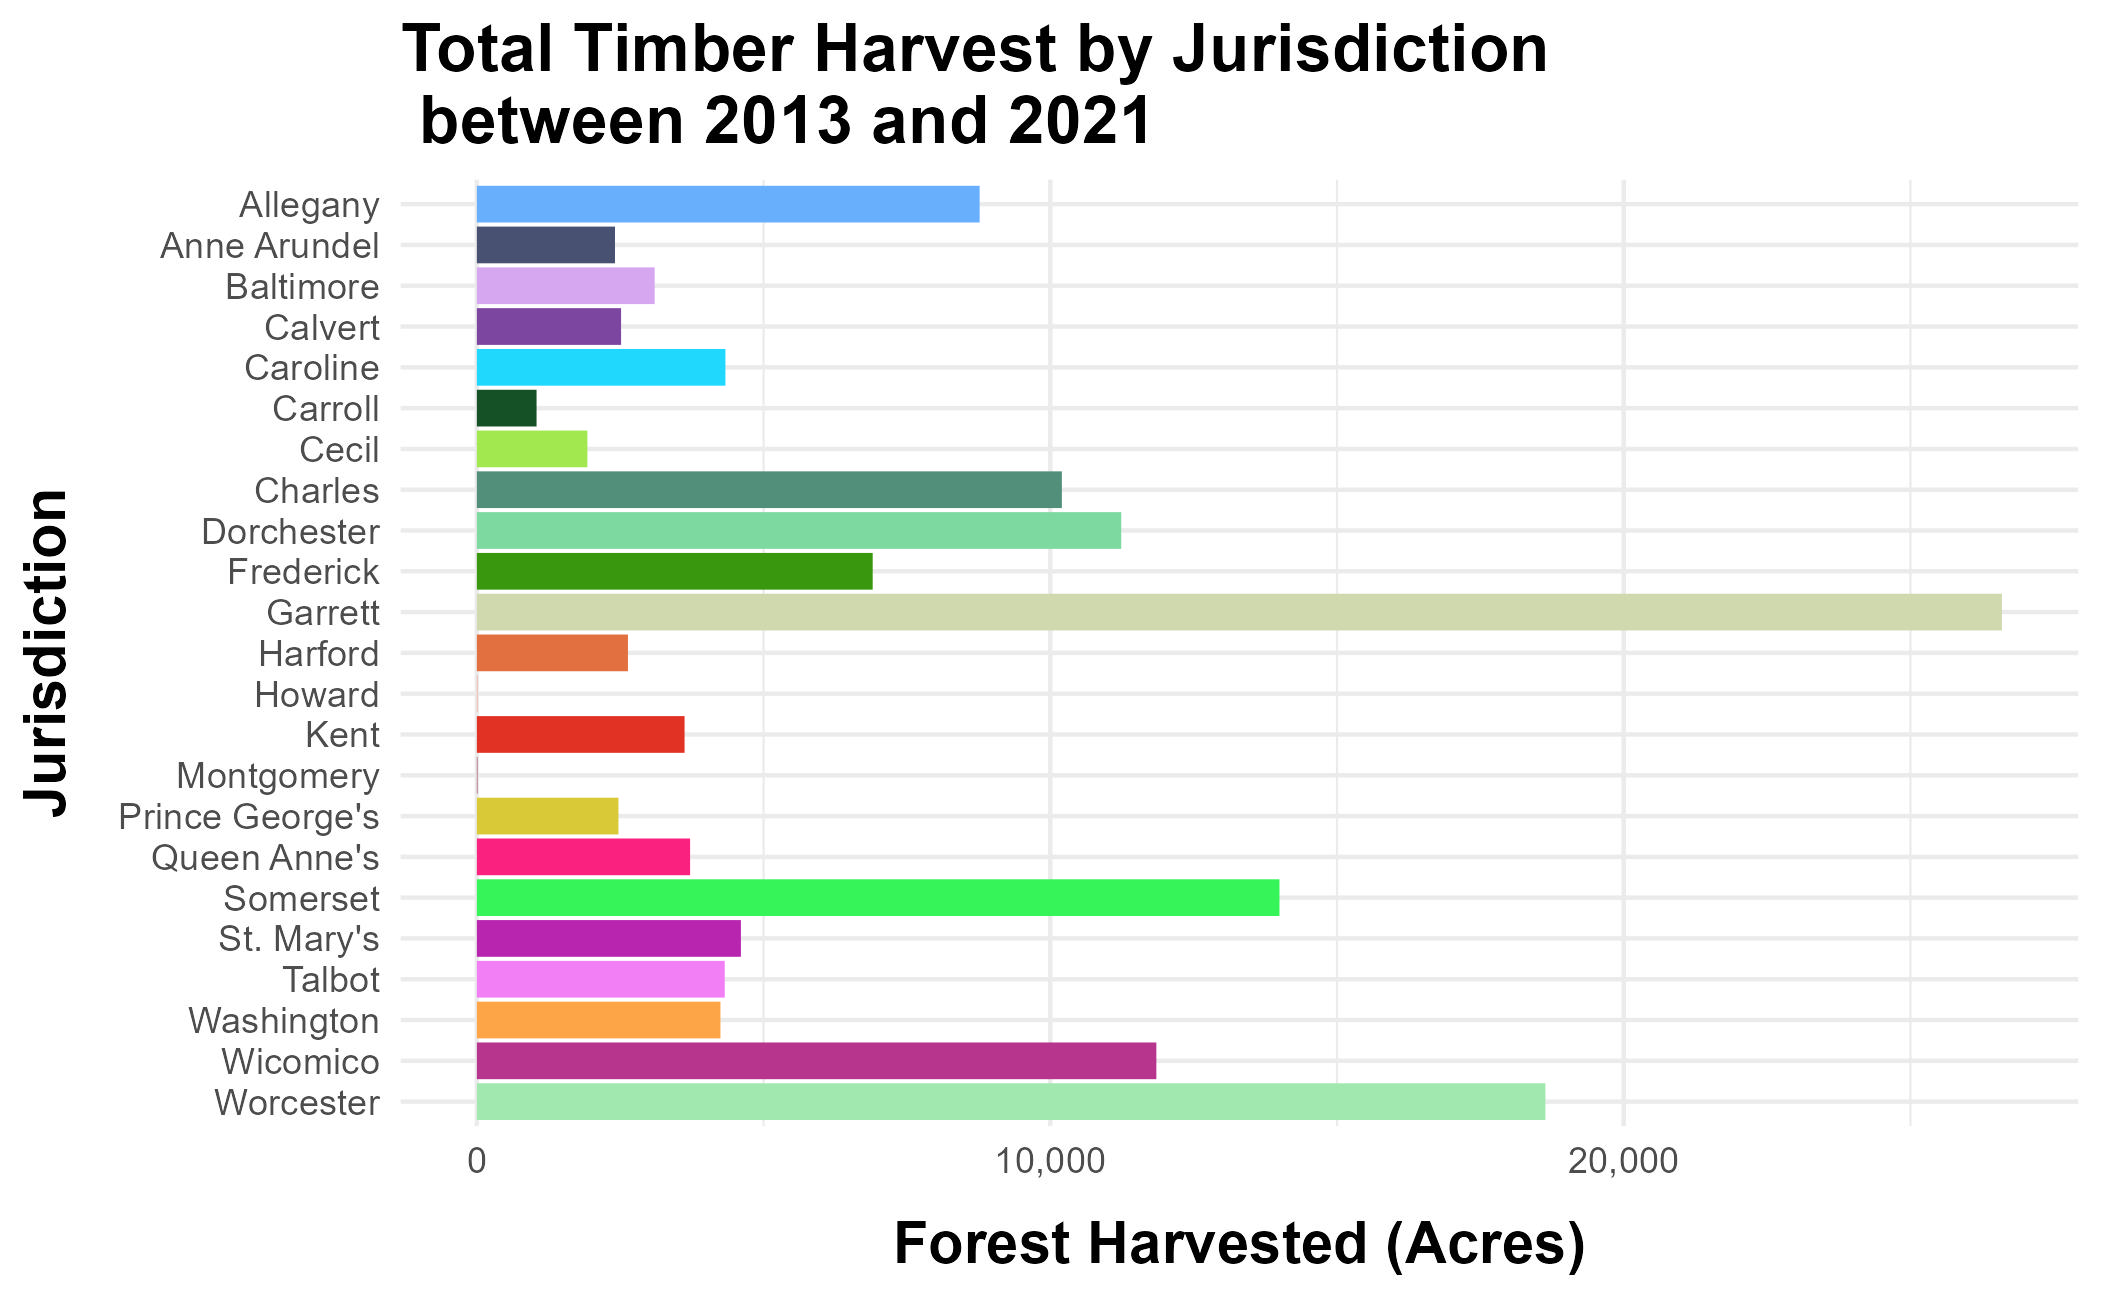 Total Timber Harvest by Jurisdiction
between 2013 and 2021
Jurisdiction
Allegany
Anne Arundel
Baltimore
Calvert
Caroline
Carroll
Cecil
Charles
Dorchester
Frederick
Garrett
Harford
Howard
Kent
Montgomery
Prince George's
Queen Anne's
Somerset
St. Mary's
Talbot
Washington
Wicomico
Worcester
0 10,000 20,000
Forest Harvested (Acres)